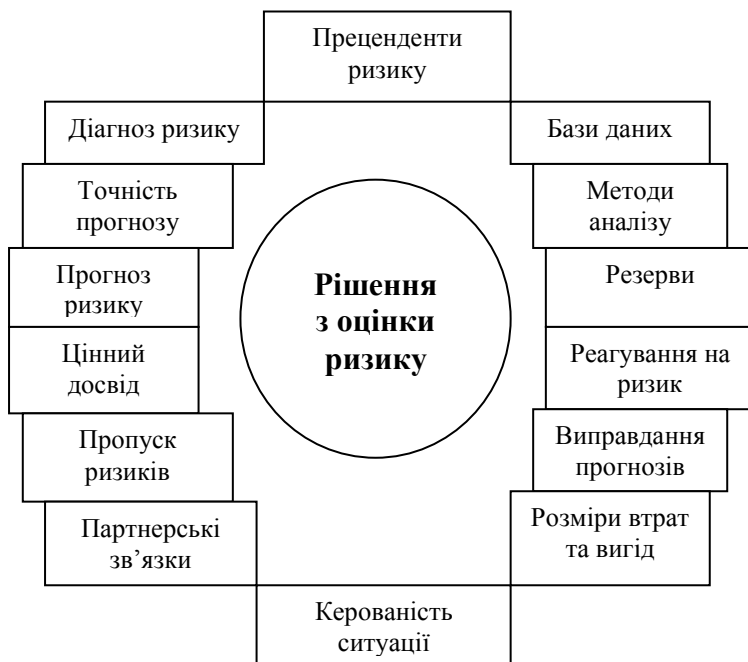 Прецеденти
ризику
Діагноз ризику
Бази даних
Точність
прогнозу
Методи
аналізу
Прогноз
ризику
Резерви
Рішення
з оцінки
ризику
Цінний
досвід
Реагування на
ризик
Пропуск
ризиків
Виправдання
прогнозів
Партнерські
зв’язки
Розміри втрат
та вигід
Керованість
ситуації